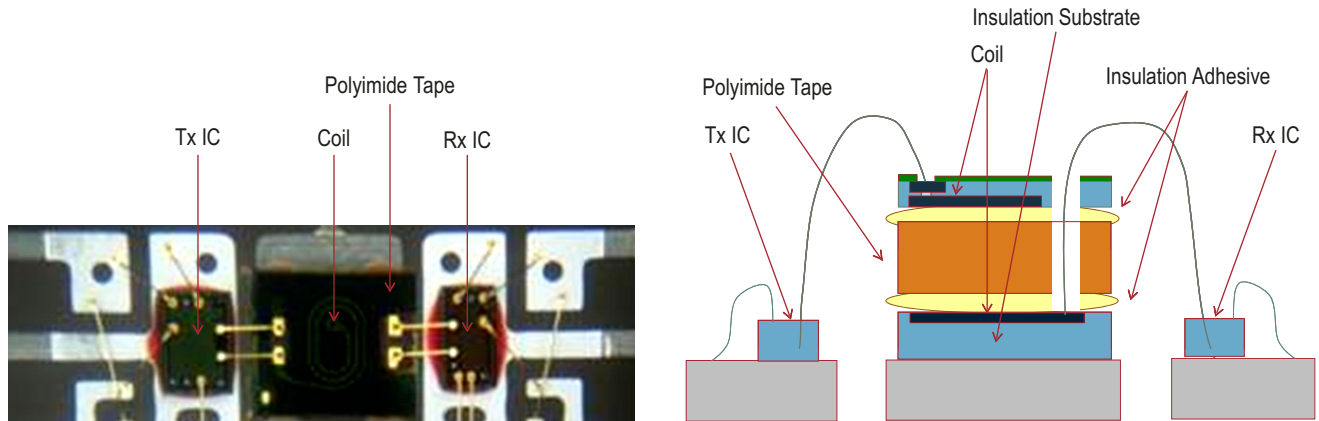 Polyimide Tape
Tx IC
Coil
Rx IC
Insulation Substrate
Coil
Insulation Adhesive
Polyimide Tape
Tx IC
Rx IC